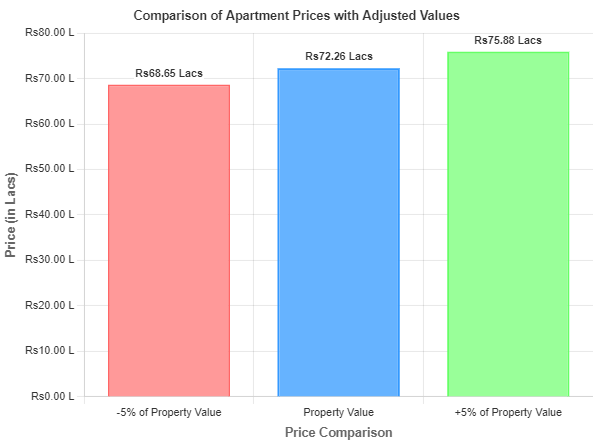 Comparison of Apartment Prices with Adjusted Values
Rs80.00 L
Rs70.00 L
Rs60.00 L
Rs50.00 L
Rs40.00 L
Rs30.00 L
Rs20.00 L
Rs10.00 L
Rs0.00 L
Price (in Lacs)
Rs68.65 Lacs
Rs72.26 Lacs
Rs75.88 Lacs
-5% of Property Value
Property Value
+5% of Property Value
Price Comparison